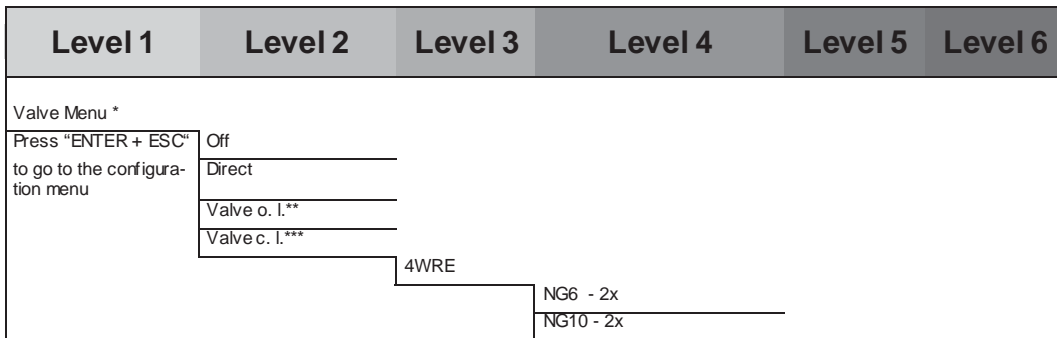 Level 1 Level 2 Level 3 Level 4 Level 5 Level 6
Valve Menu *
Press “ENTER + ESC“ Off
to go to the configura- Direct
tion menu
Valve o. l.**
Valve c. l.***
4WRE
NG6 - 2x
NG10 - 2x